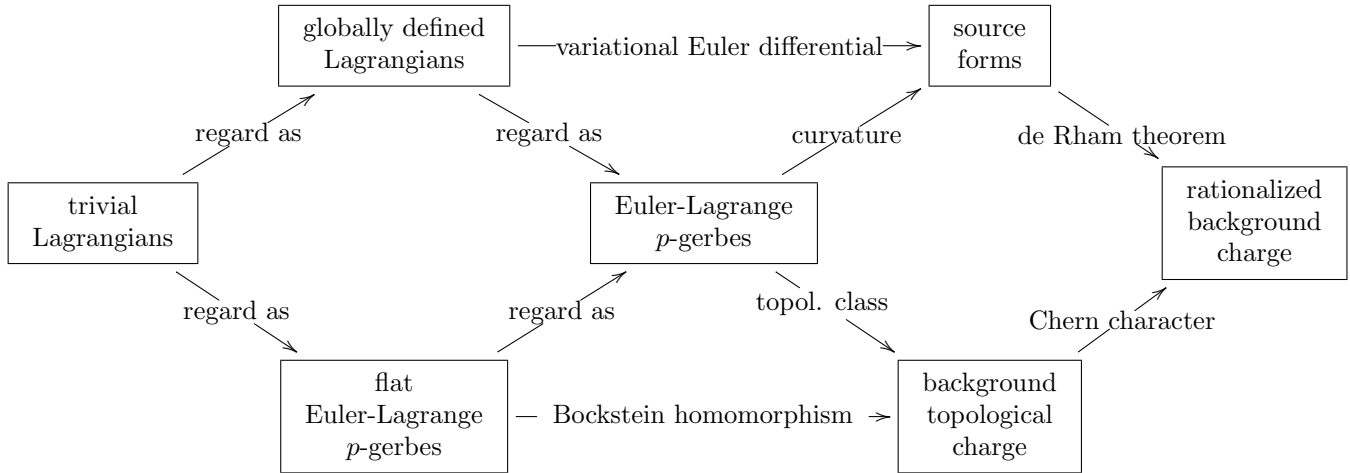 globally defined
Lagrangians
variational Euler differential
source
forms
regard as
regard as
curvature
de Rham theorem
trivial
Lagrangians
Euler-Lagrange
p-gerbes
rationalized
background
charge
regard as
regard as
topol. class
Chern character
flat
Euler-Lagrange
p-gerbes
Bockstein homomorphism
background
topological
charge